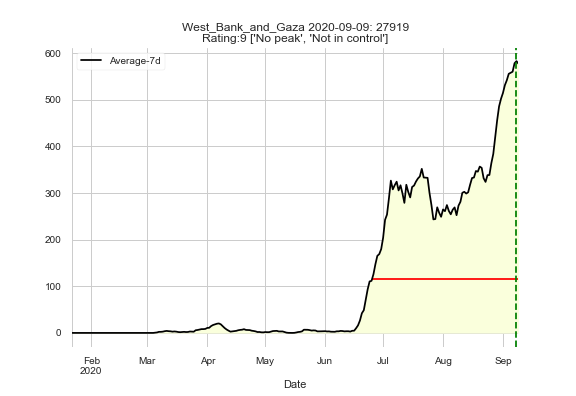 West_Bank_and_Gaza 2020-09-09: 27919
Rating:9 ['No peak', 'Not in control']
Average-7d
600
500
400
300
200
100
0
Feb Mar Apr May Jun Jul Aug Sep
2020
Date